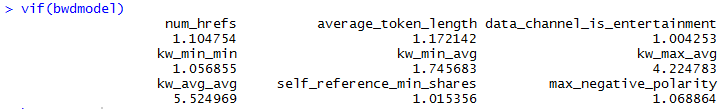 > vif(bwdmodel)
num_hrefs average_token_length data_channel_is_entertainment
1.104754 1.172142 1.004253
kw_min_min kw_min_avg kw_max_avg
1.056855 1.745683 4.224783
kw_avg_avg self_reference_min_shares max_negative_polarity
5.524969 1.015356 1.068864